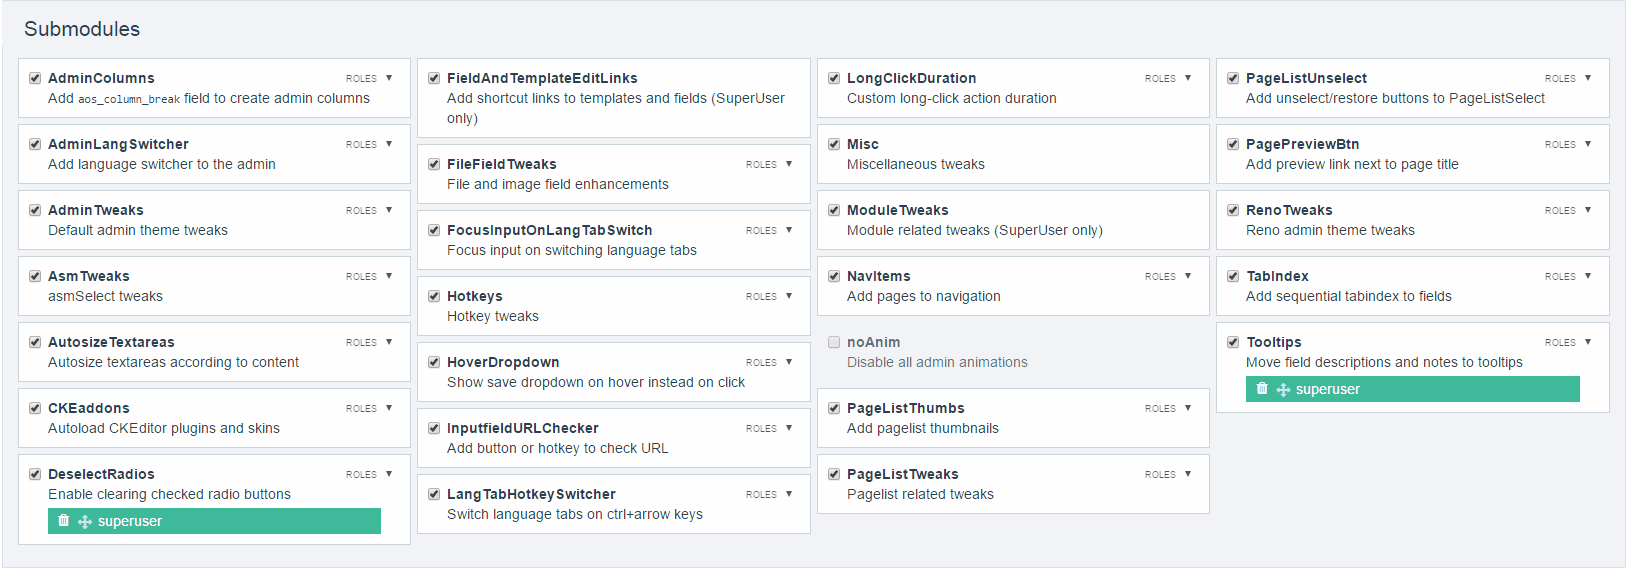 Submodules
AdminColumns ROLES ▼
Add aos_column_break field to create admin columns
AdminLangSwitcher ROLES ▼
Add language switcher to the admin
AdminTweaks ROLES ▼
Default admin theme tweaks
AsmTweaks ROLES ▼
asmSelect tweaks
AutosizeTextareas ROLES ▼
Autosize textareas according to content
CKEaddons ROLES ▼
Autoload CKEditor plugins and skins
DeselectRadios ROLES ▼
Enable clearing checked radio buttons
superuser
FieldAndTemplateEditLinks
Add shortcut links to templates and fields (SuperUser
only)
FileFieldTweaks ROLES ▼
File and image field enhancements
FocusInputOnLangTabSwitch ROLES ▼
Focus input on switching language tabs
Hotkeys ROLES ▼
Hotkey tweaks
HoverDropdown ROLES ▼
Show save dropdown on hover instead on click
InputfieldURLChecker ROLES ▼
Add button or hotkey to check URL
LangTabHotkeySwitcher ROLES ▼
Switch language tabs on ctrl+arrow keys
LongClickDuration ROLES ▼
Custom long-click action duration
Misc
Miscellaneous tweaks
ModuleTweaks
Module related tweaks (SuperUser only)
NavItems ROLES ▼
Add pages to navigation
noAnim
Disable all admin animations
PageListThumbs ROLES ▼
Add pagelist thumbnails
PageListTweaks ROLES ▼
Pagelist related tweaks
PageListUnselect ROLES ▼
Add unselect/restore buttons to PageListSelect
PagePreviewBtn ROLES ▼
Add preview link next to page title
RenoTweaks ROLES ▼
Reno admin theme tweaks
TabIndex ROLES ▼
Add sequential tabindex to fields
Tooltips ROLES ▼
Move field descriptions and notes to tooltips
superuser